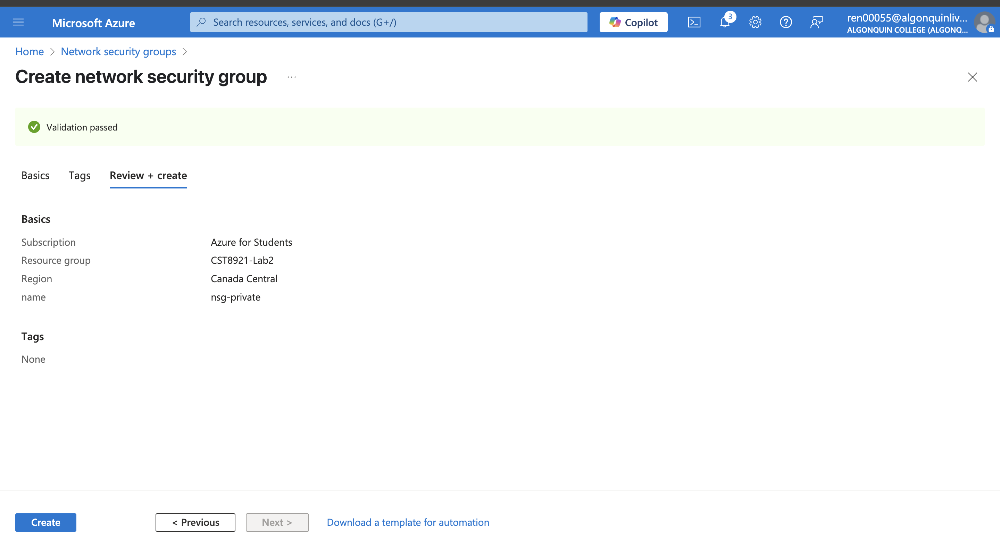 Microsoft Azure
Search resources, services, and docs (G+/)
Copilot
3
ren00055@algonquinliv...
ALGONQUIN COLLEGE (ALGONQ...
Home > Network security groups >
Create network security group ...
Validation passed
Basics Tags Review + create
Basics
Subscription Azure for Students
Resource group CST8921-Lab2
Region Canada Central
name nsg-private
Tags
None
Create < Previous Next > Download a template for automation